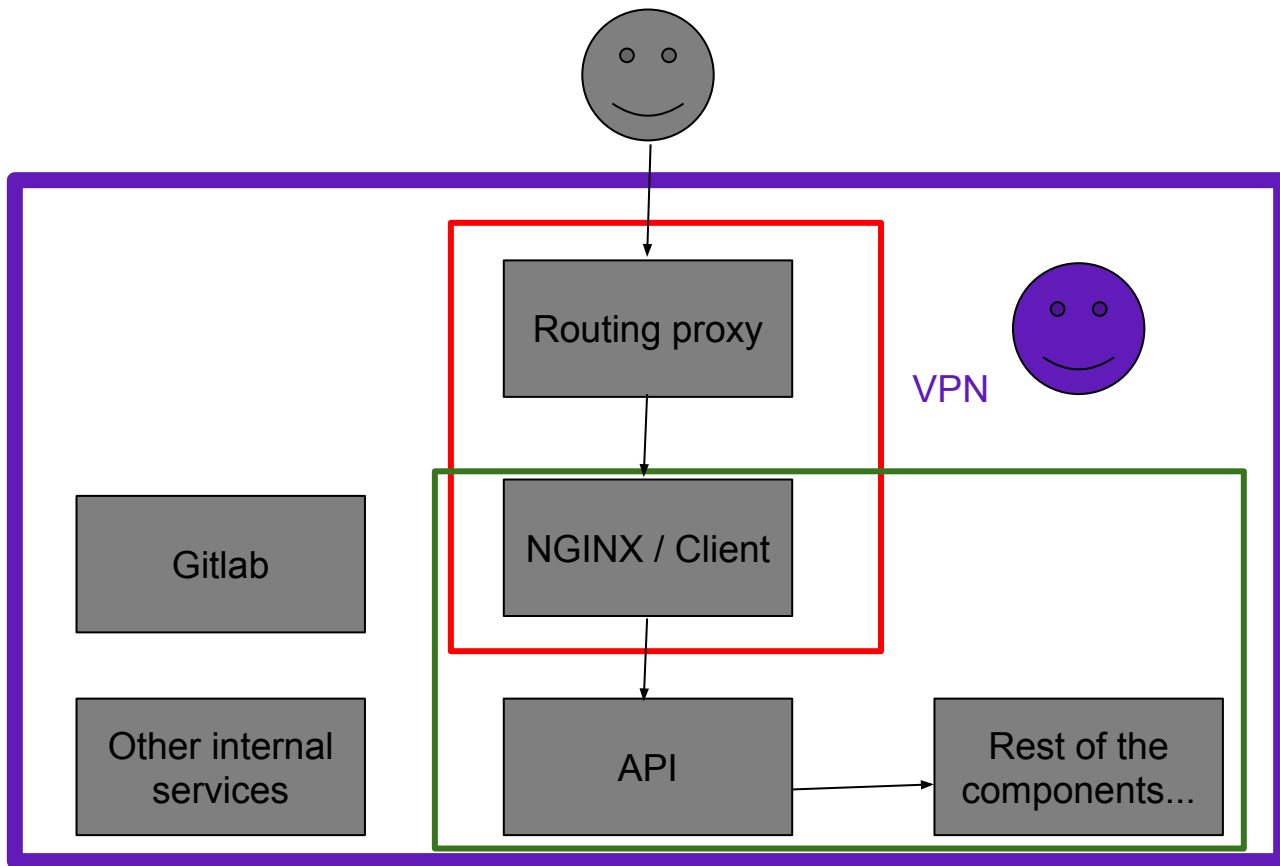 Routing proxy
VPN
NGINX / Client
Gitlab
Other internal
services
API
Rest of the
components...